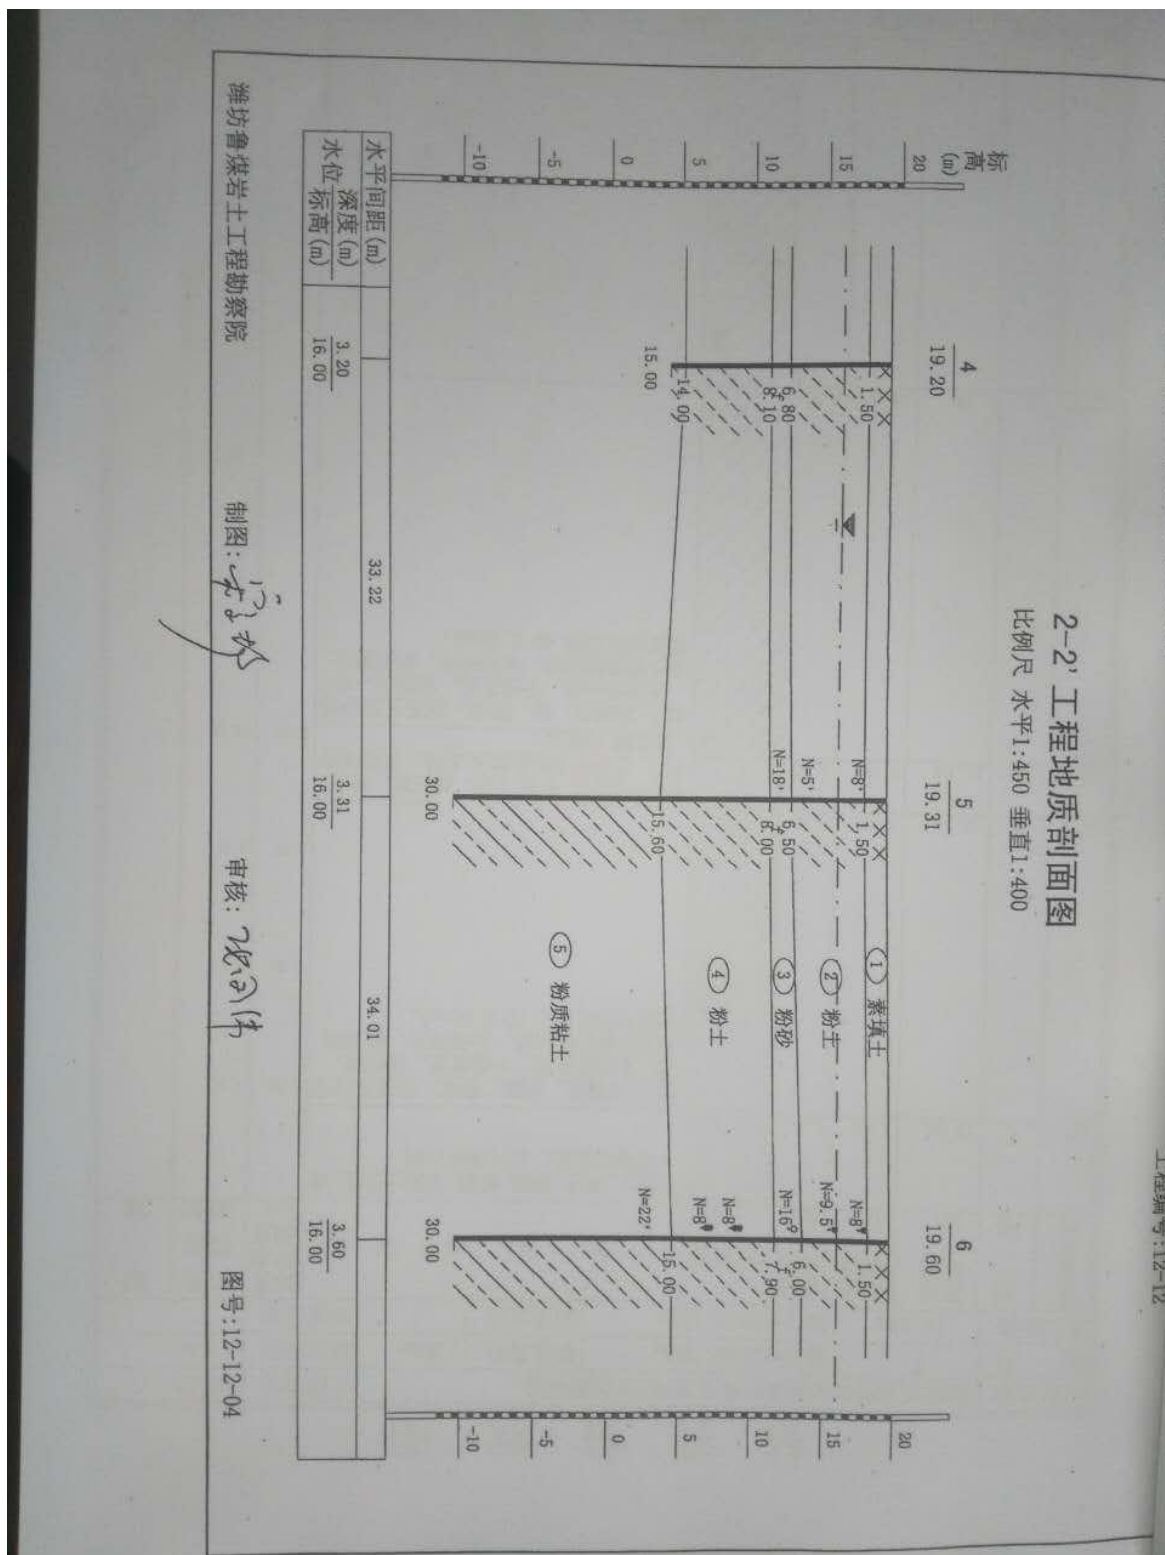 工程编号:12-12
2-2' 工程地质剖面图
比例尺 水平1:450 垂直1:400
标高
(m)
4
19.20
5
19.31
6
19.60
20
15
10
5
0
-5
-10
1.50
6.80
8.10
14.00
15.00
N=8
N=5
N=18
1.50
6.50
8.00
15.60
30.00
① 素填土
② 粉土
③ 粉砂
④ 粉土
⑤ 粉质粘土
N=8
N=9.5
N=16
N=8
N=8
N=22
1.50
6.00
7.90
15.00
30.00
20
15
10
5
0
-5
-10
水平间距(m) 33.22 34.01
水位 深度(m) 3.20 3.31 3.60
标高(m) 16.00 16.00 16.00
潍坊鲁煤岩土工程勘察院 制图: 审核: 图号:12-12-04